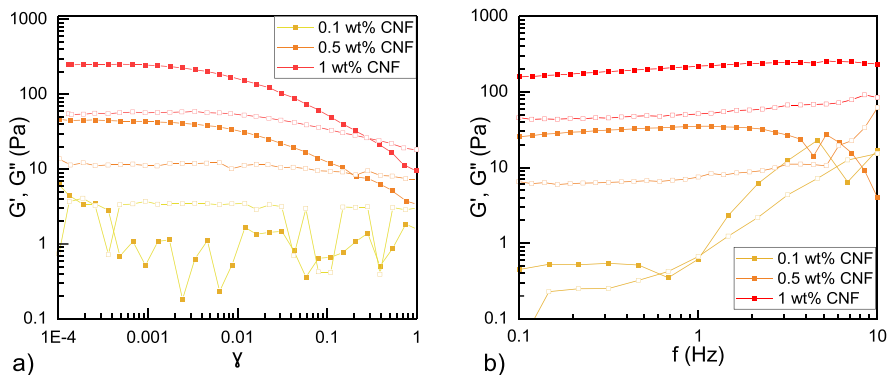 1000
100
10
1
0.1
G', G'' (Pa)
1E-4 0.001 0.01 0.1 1
ɣ
a)
0.1 wt% CNF
0.5 wt% CNF
1 wt% CNF
1000
100
10
1
0.1
G', G'' (Pa)
0.1 1 10
f (Hz)
b)
0.1 wt% CNF
0.5 wt% CNF
1 wt% CNF